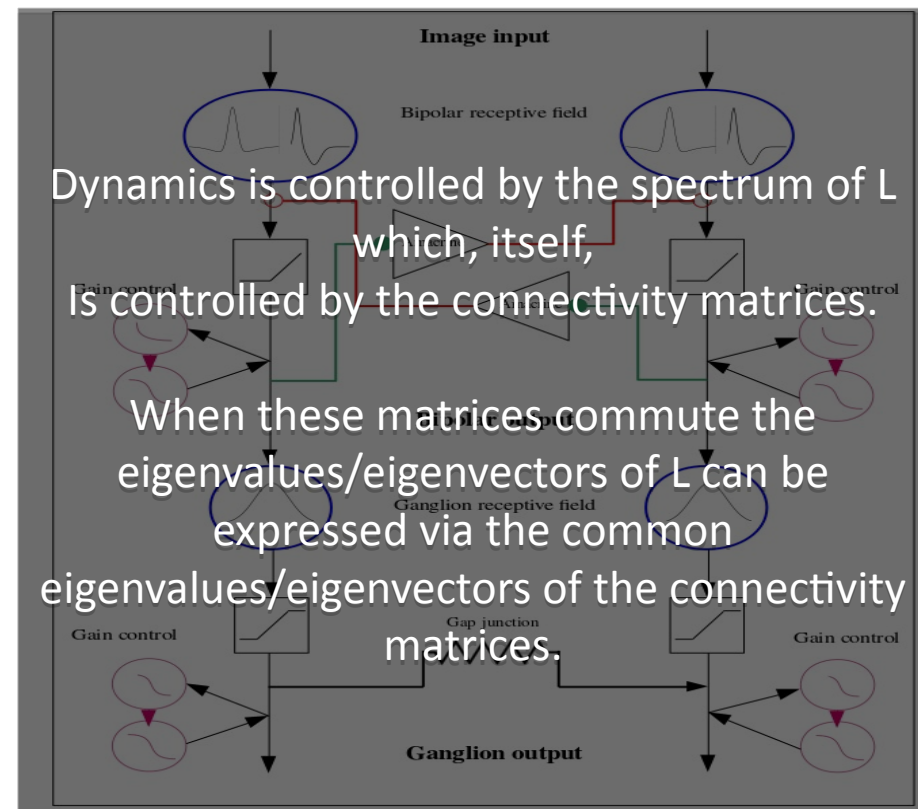 Image input
Bipolar receptive field
Dynamics is controlled by the spectrum of L
which, itself,
Is controlled by the connectivity matrices.
Gain control
Gain control
When these matrices commute the
Bipolar output
eigenvalues/eigenvectors of L can be
Ganglion receptive field
expressed via the common
eigenvalues/eigenvectors of the connectivity
Gap junction
matrices.
Gain control
Gain control
Ganglion output